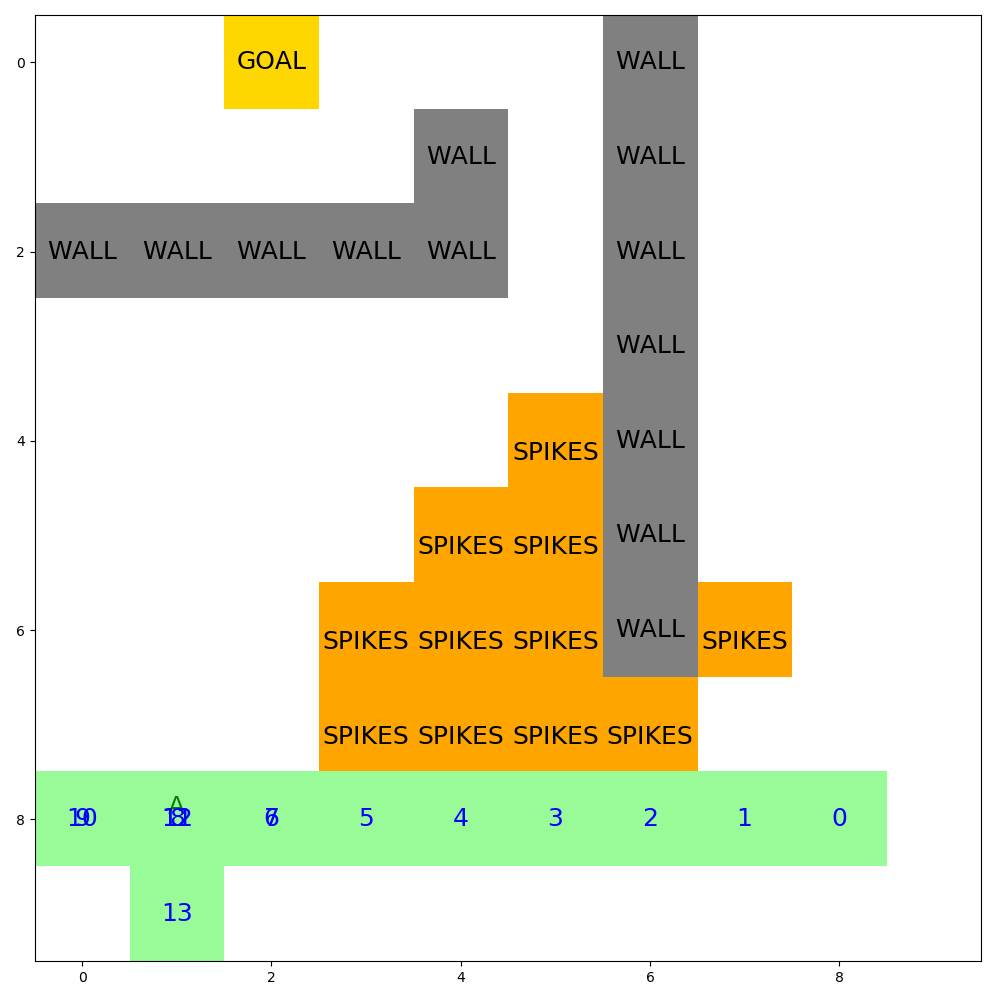 GOAL WALL
0
WALL WALL
WALL WALL WALL WALL WALL WALL
2
WALL
SPIKES WALL
4
SPIKES SPIKES WALL
SPIKES SPIKES SPIKES WALL SPIKES
6
SPIKES SPIKES SPIKES SPIKES
8 5 4 3 2 1 0
13
0 2 4 6 8